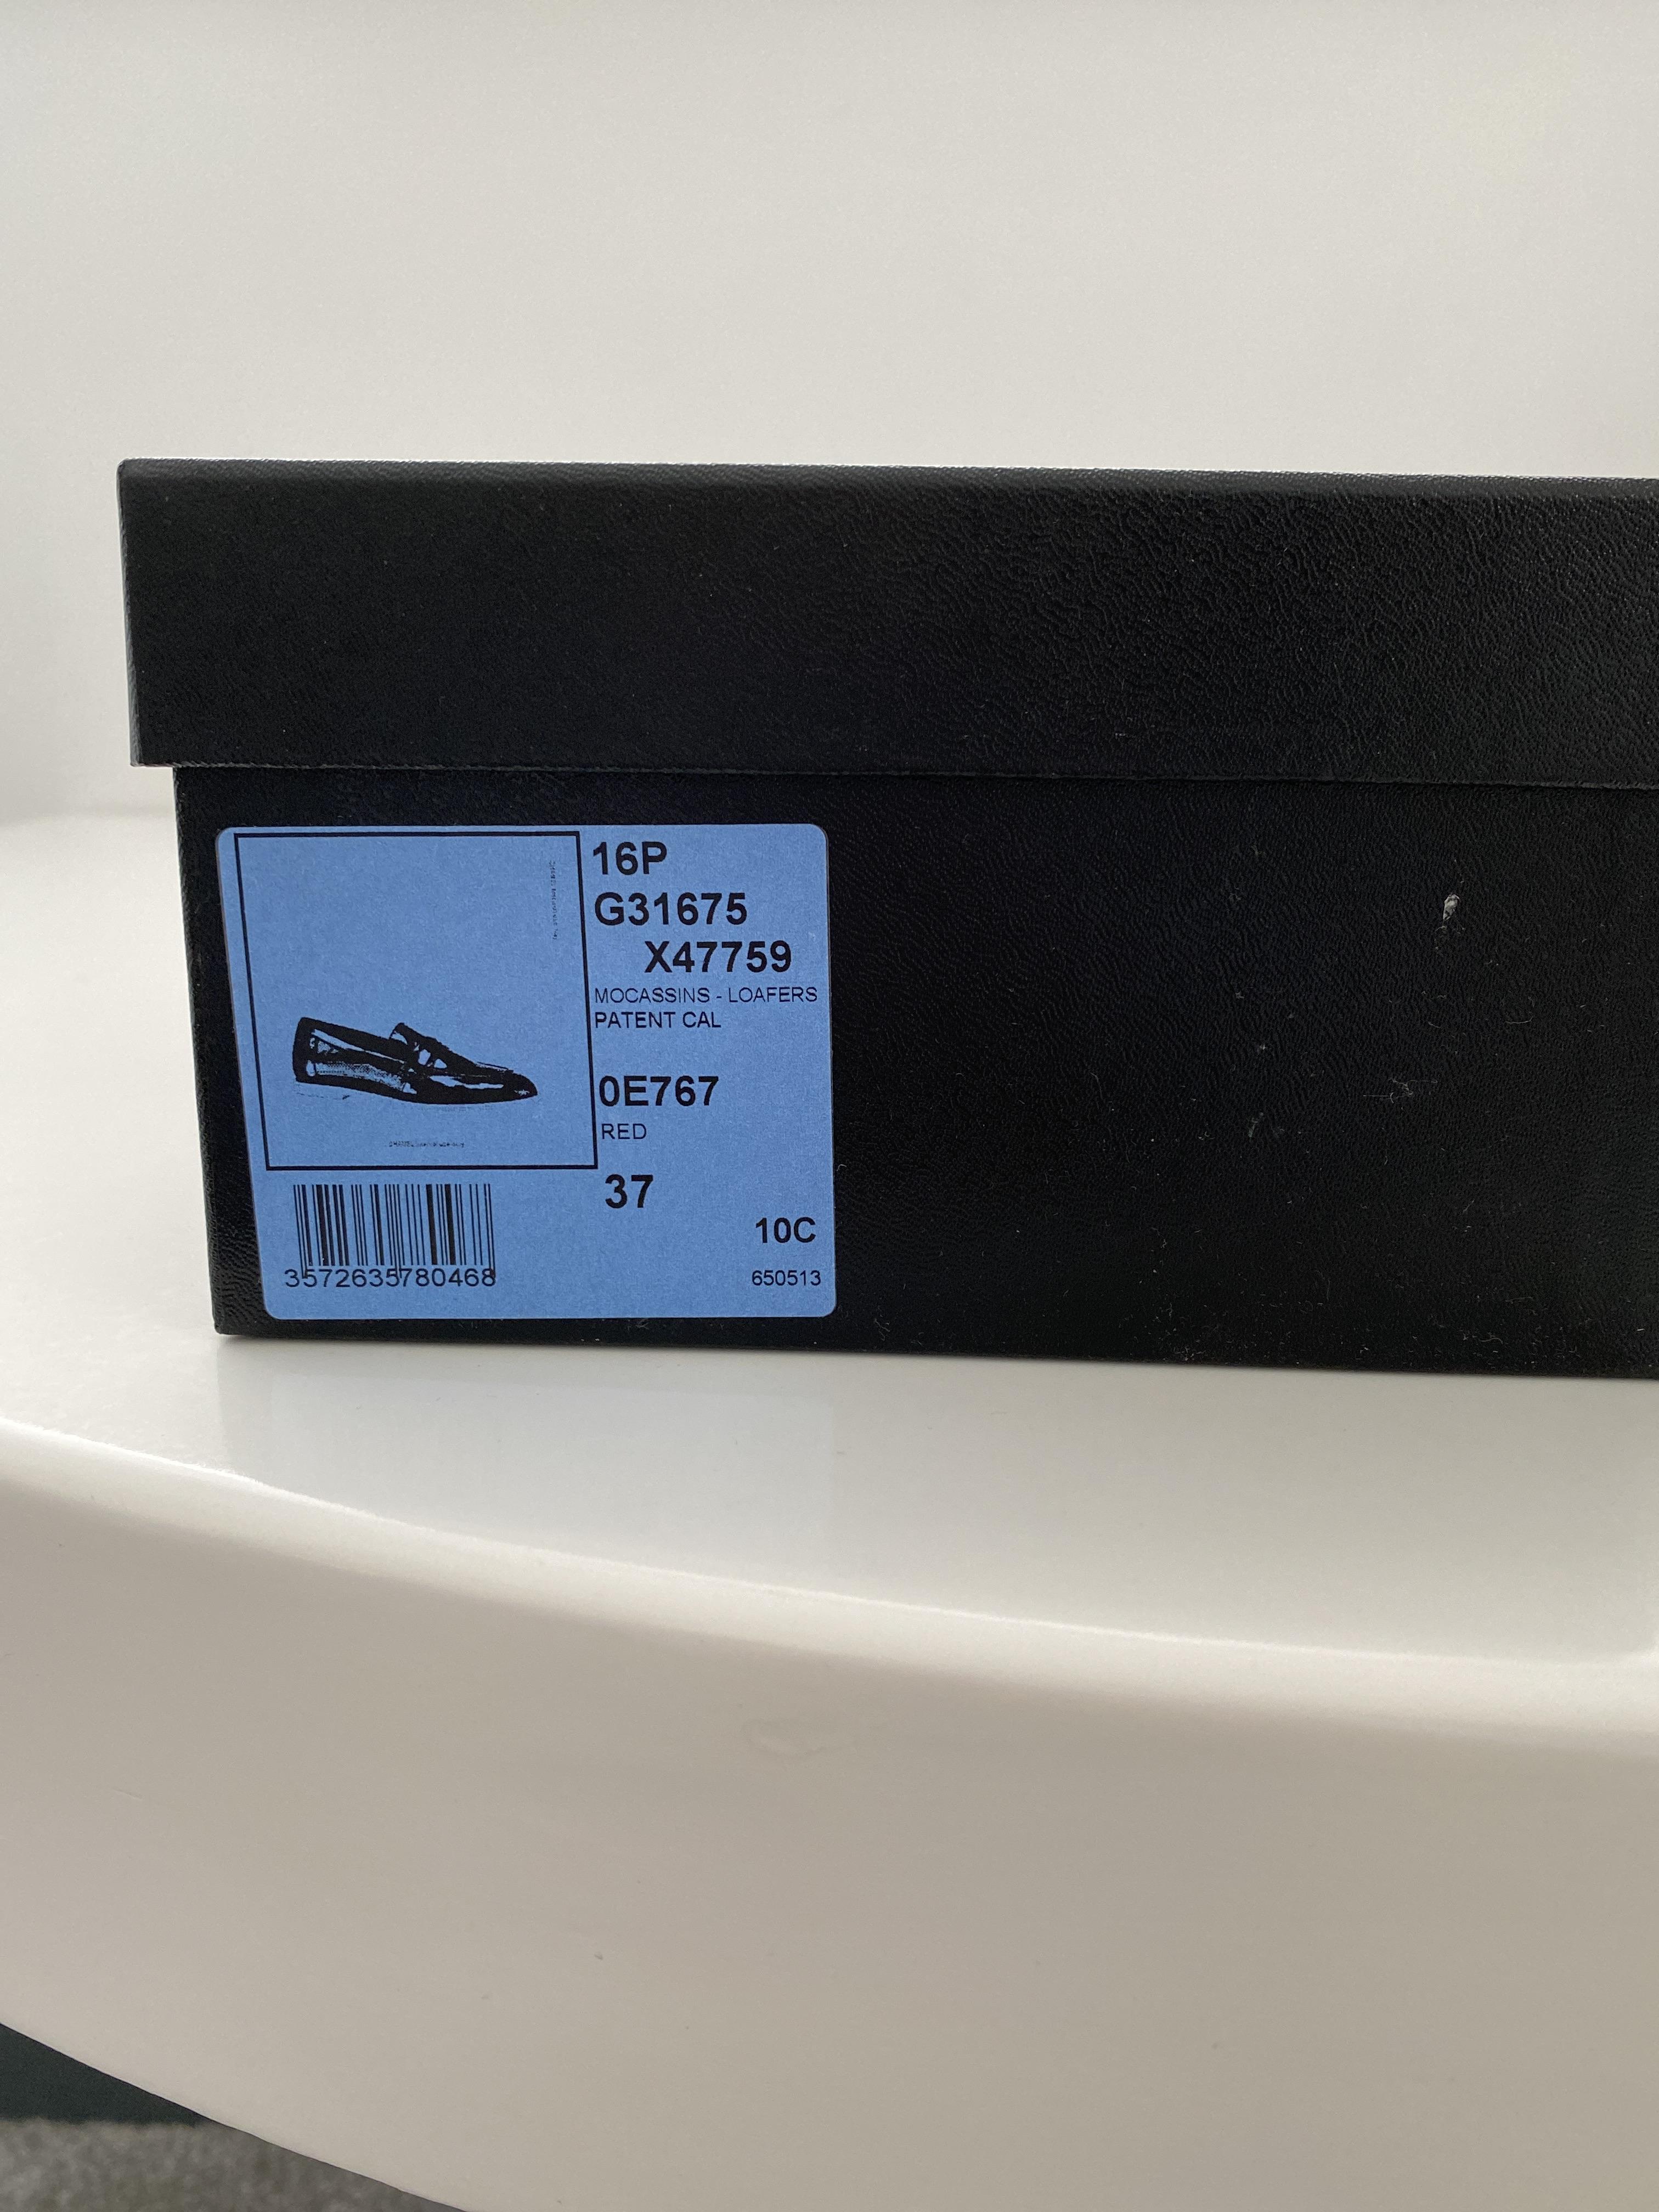 16P
G31675
X47759
MOCASSINS - LOAFERS
PATENT CAL
0E767
RED
37
10C
3572635780468
650513